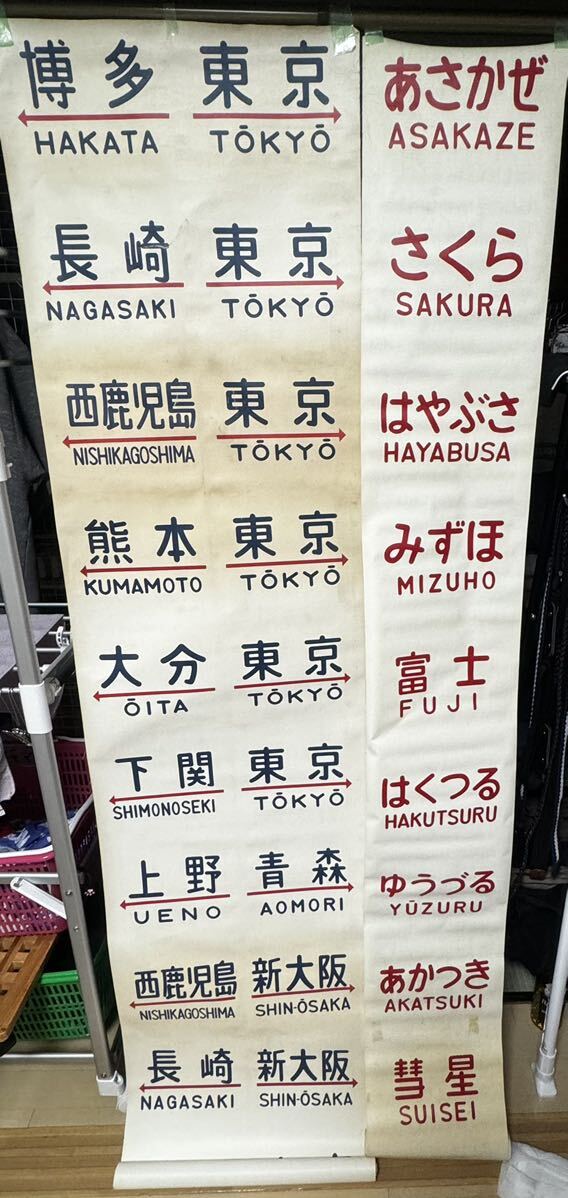 博多 東京
HAKATA TŌKYŌ
長崎 東京
NAGASAKI TŌKYŌ
西鹿児島 東京
NISHIKAGOSHIMA TŌKYŌ
熊本 東京
KUMAMOTO TŌKYŌ
大分 東京
ŌITA TŌKYŌ
下関 東京
SHIMONOSEKI TŌKYŌ
上野 青森
UENO AOMORI
西鹿児島 新大阪
NISHIKAGOSHIMA SHIN-ŌSAKA
長崎 新大阪
NAGASAKI SHIN-ŌSAKA
あさかぜ
ASAKAZE
さくら
SAKURA
はやぶさ
HAYABUSA
みずほ
MIZUHO
富士
FUJI
はくつる
HAKUTSURU
ゆうづる
YŪZURU
あかつき
AKATSUKI
彗星
SUISEI